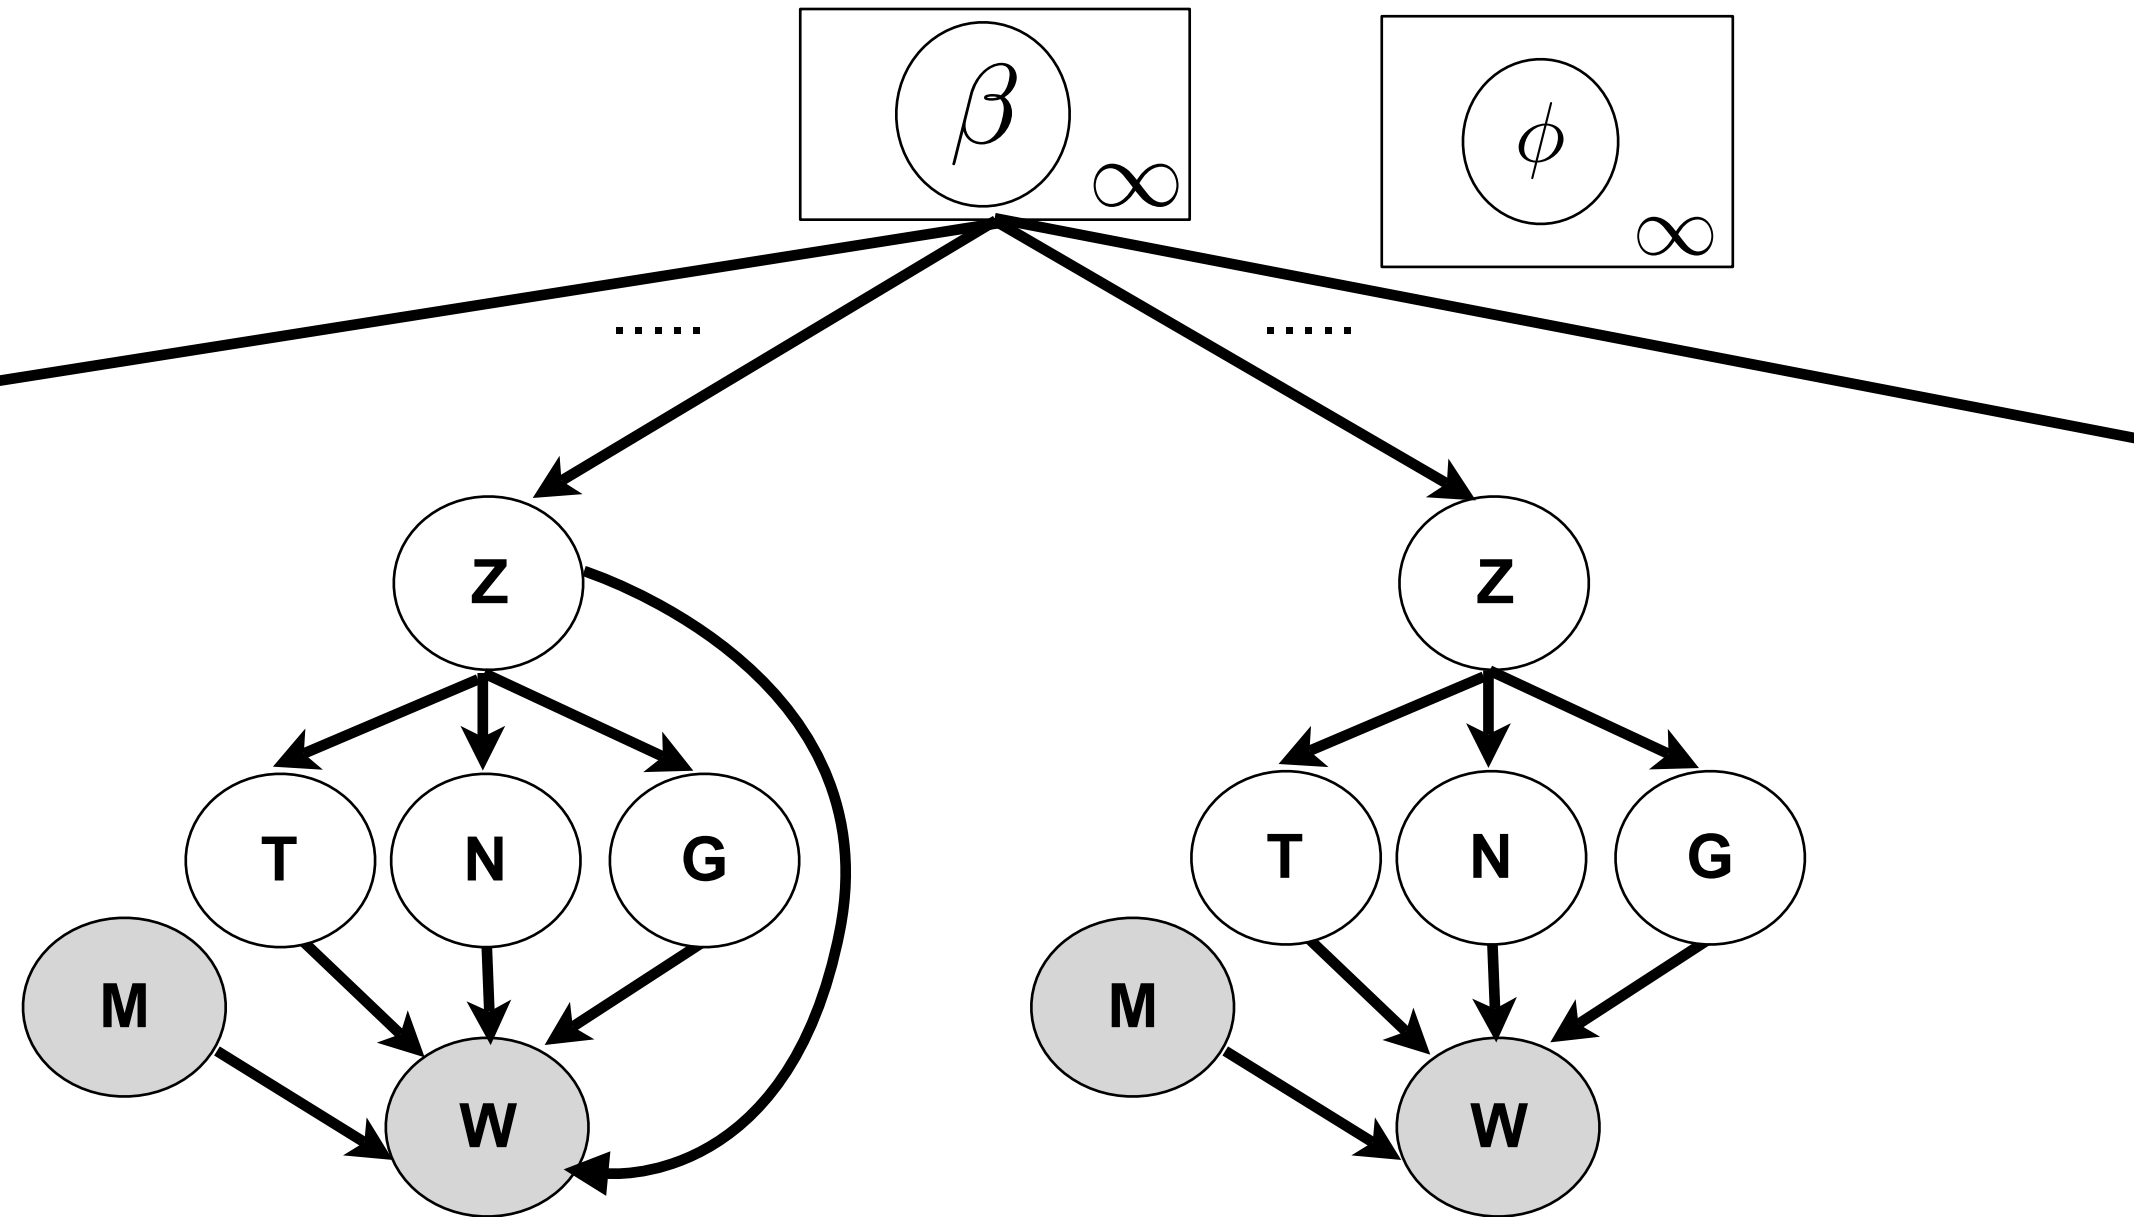 β ∞ ϕ ∞
..... .....
Z Z
T N G T N G
M M
W W